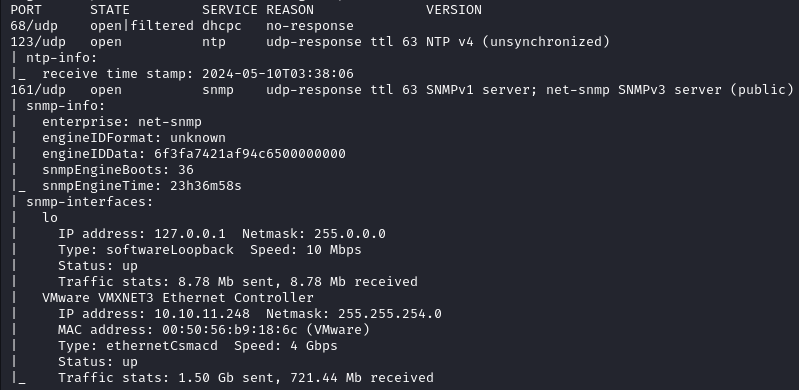 PORT STATE SERVICE REASON VERSION
68/udp open|filtered dhcpc no-response
123/udp open ntp udp-response ttl 63 NTP v4 (unsynchronized)
| ntp-info:
|_ receive time stamp: 2024-05-10T03:38:06
161/udp open snmp udp-response ttl 63 SNMPv1 server; net-snmp SNMPv3 server (public)
| snmp-info:
| enterprise: net-snmp
| engineIDFormat: unknown
| engineIDData: 6f3fa7421af94c6500000000
| snmpEngineBoots: 36
|_ snmpEngineTime: 23h36m58s
| snmp-interfaces:
| lo
| IP address: 127.0.0.1 Netmask: 255.0.0.0
| Type: softwareLoopback Speed: 10 Mbps
| Status: up
| Traffic stats: 8.78 Mb sent, 8.78 Mb received
| VMware VMXNET3 Ethernet Controller
| IP address: 10.10.11.248 Netmask: 255.255.254.0
| MAC address: 00:50:56:b9:18:6c (VMware)
| Type: ethernetCsmacd Speed: 4 Gbps
| Status: up
|_ Traffic stats: 1.50 Gb sent, 721.44 Mb received